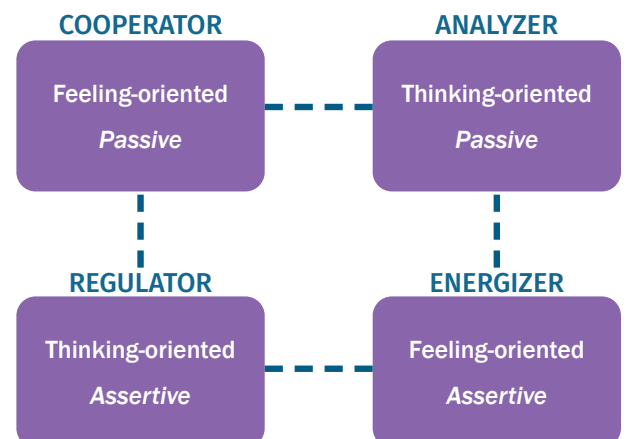 COOPERATOR
Feeling-oriented
Passive
ANALYZER
Thinking-oriented
Passive
REGULATOR
Thinking-oriented
Assertive
ENERGIZER
Feeling-oriented
Assertive